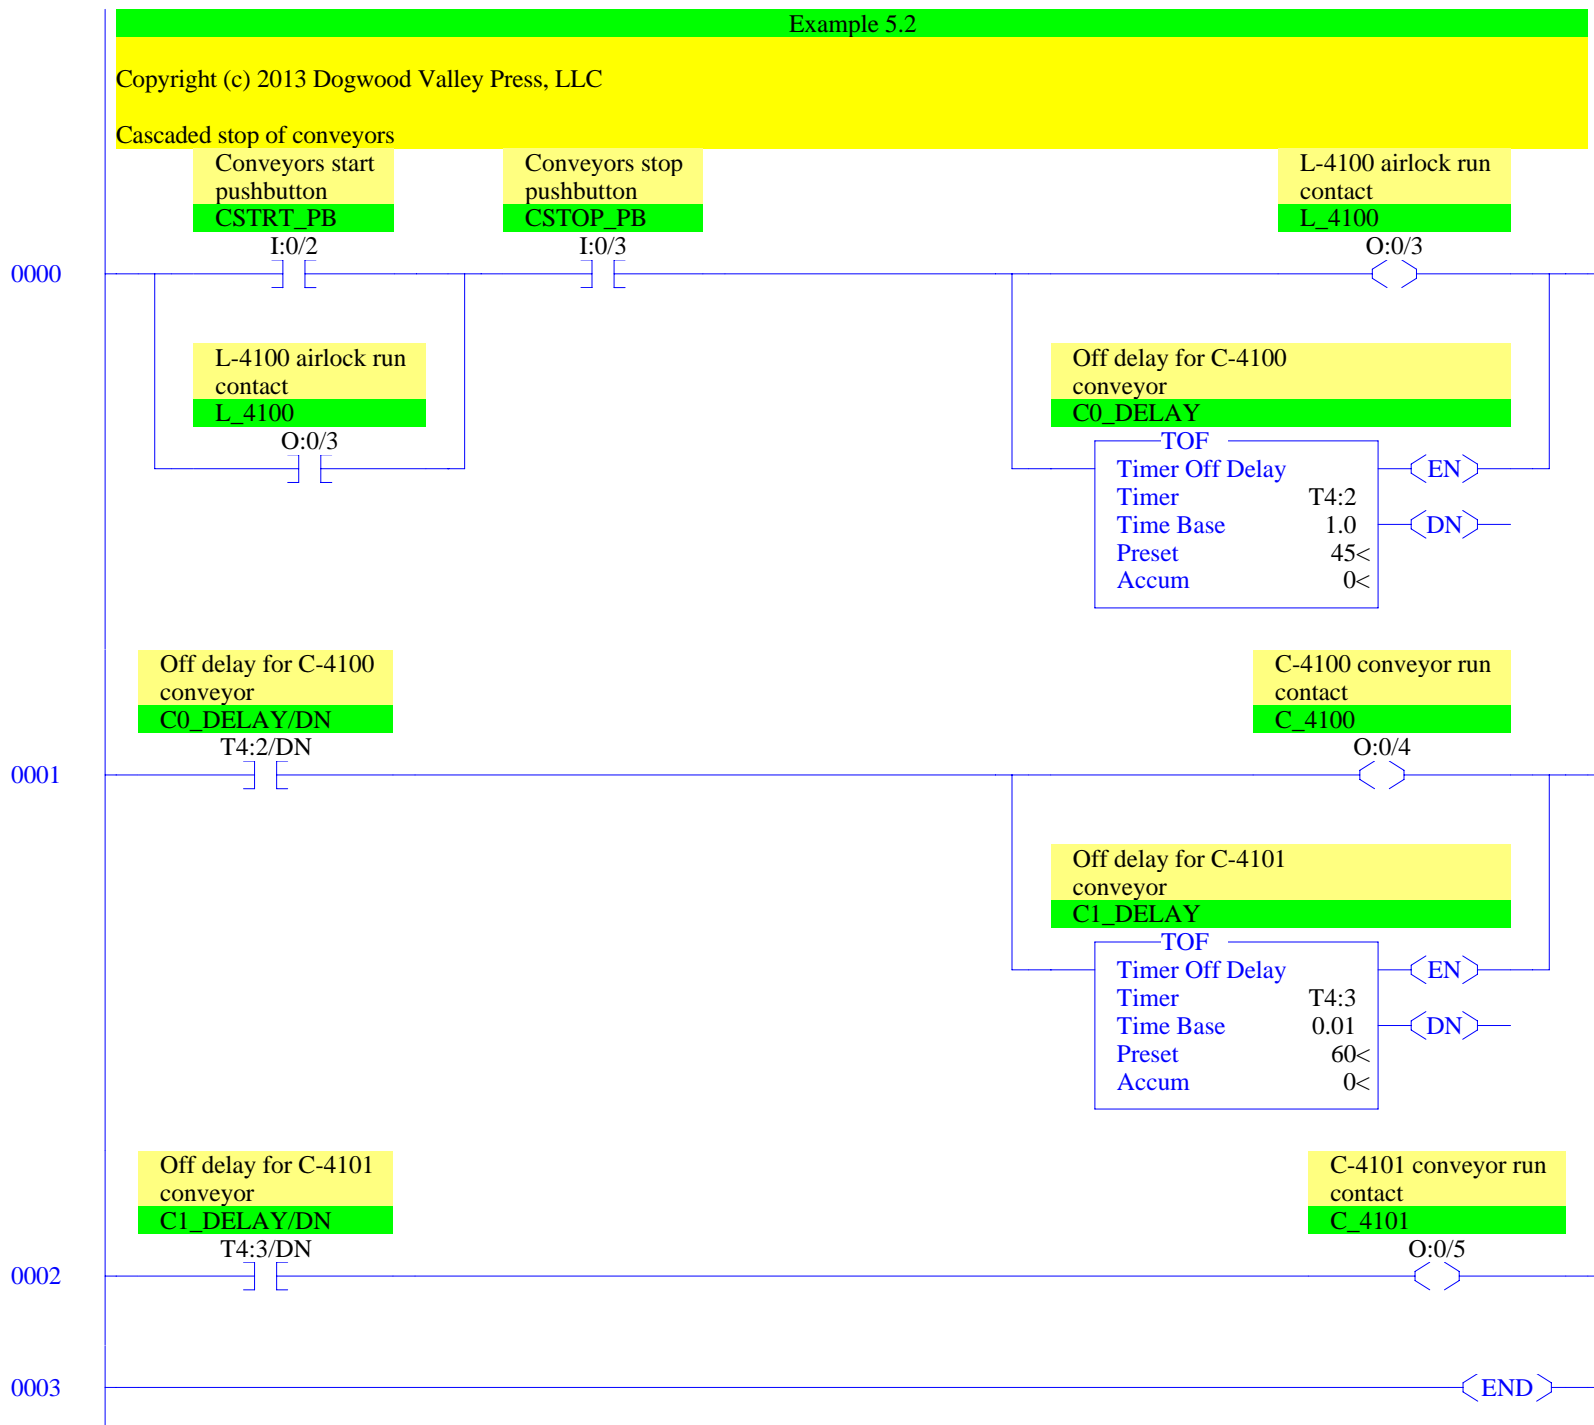 Example 5.2
Copyright (c) 2013 Dogwood Valley Press, LLC
Cascaded stop of conveyors
Conveyors start
pushbutton
CSTRT_PB
I:0/2
Conveyors stop
pushbutton
CSTOP_PB
I:0/3
L-4100 airlock run
contact
L_4100
O:0/3
0000
L-4100 airlock run
contact
L_4100
O:0/3
Off delay for C-4100
conveyor
C0_DELAY
TOF
Timer Off Delay
Timer T4:2
Time Base 1.0
Preset 45<
Accum 0<
EN
DN
Off delay for C-4100
conveyor
C0_DELAY/DN
T4:2/DN
C-4100 conveyor run
contact
C_4100
O:0/4
0001
Off delay for C-4101
conveyor
C1_DELAY
TOF
Timer Off Delay
Timer T4:3
Time Base 0.01
Preset 60<
Accum 0<
EN
DN
Off delay for C-4101
conveyor
C1_DELAY/DN
T4:3/DN
C-4101 conveyor run
contact
C_4101
O:0/5
0002
0003
END